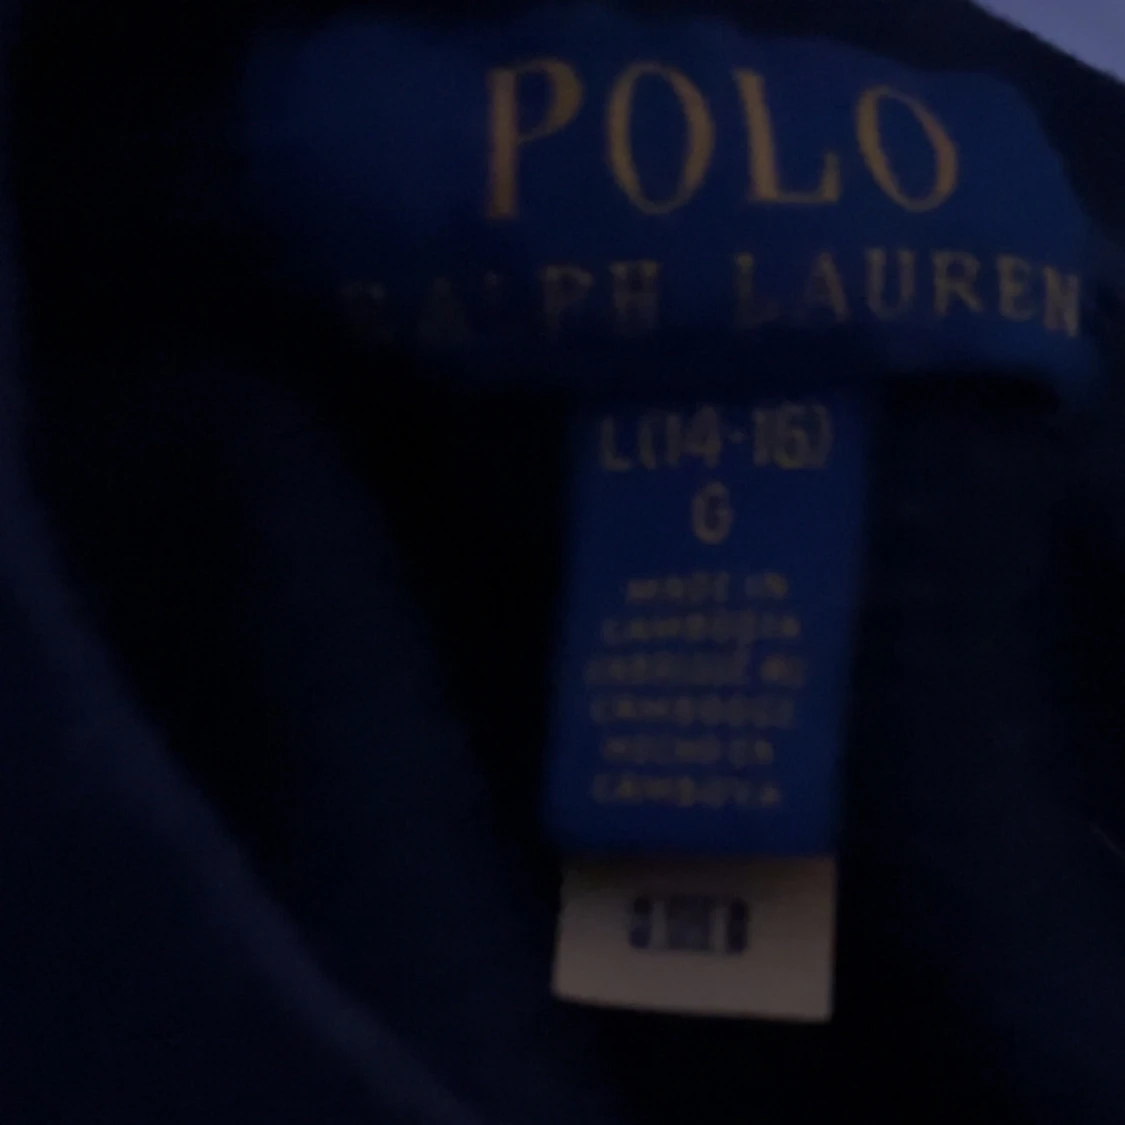 POLO
RALPH LAUREN
L(14-16)
G
MADE IN
CAMBODIA
FABRIQUÉ AU
CAMBODGE
HECHO EN
CAMBOYA